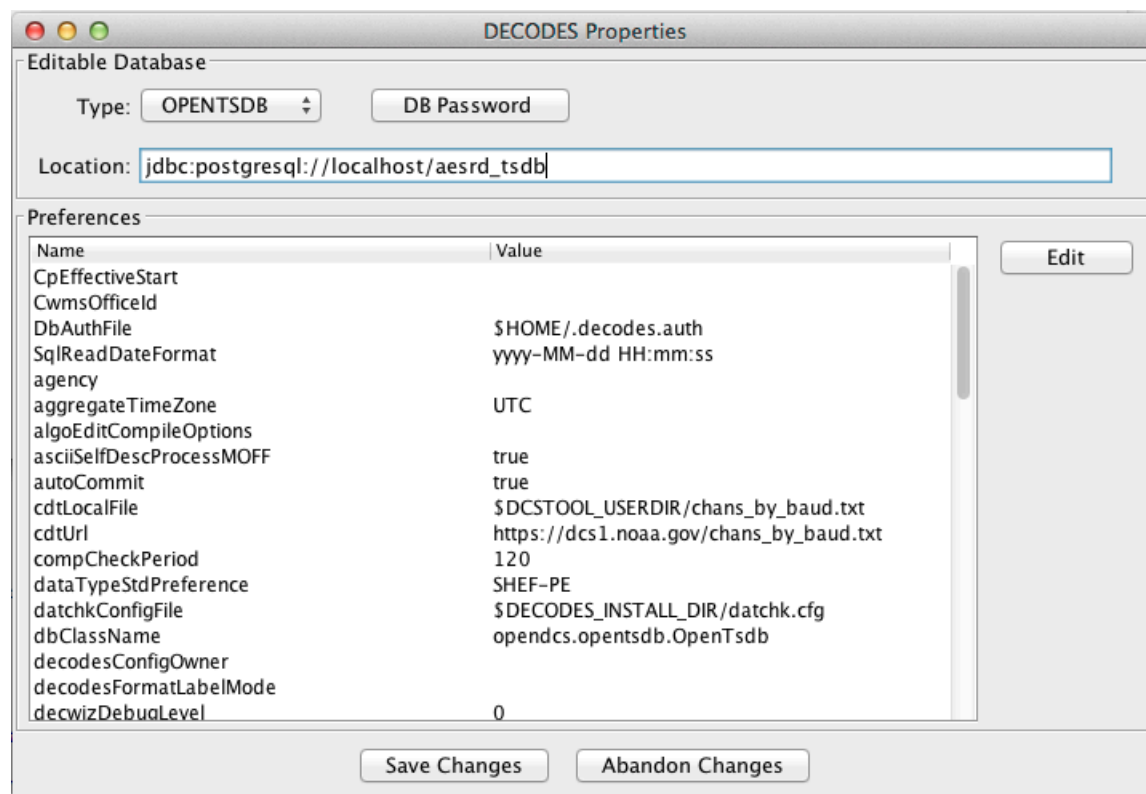 DECODES Properties
Editable Database
Type: OPENTSDB DB Password
Location: jdbc:postgresql://localhost/aesrd_tsdb
Preferences
Name Value
Edit
CpEffectiveStart
CwmsOfficeId
DbAuthFile $HOME/.decodes.auth
SqlReadDateFormat yyyy-MM-dd HH:mm:ss
agency
aggregateTimeZone UTC
algoEditCompileOptions
asciiSelfDescProcessMOFF true
autoCommit true
cdtLocalFile $DCSTOOL_USERDIR/chans_by_baud.txt
cdtUrl https://dcs1.noaa.gov/chans_by_baud.txt
compCheckPeriod 120
dataTypeStdPreference SHEF-PE
datchkConfigFile $DECODES_INSTALL_DIR/datchk.cfg
dbClassName opendcs.opentsdb.OpenTsdb
decodesConfigOwner
decodesFormatLabelMode
decwizDebugLevel 0
Save Changes Abandon Changes